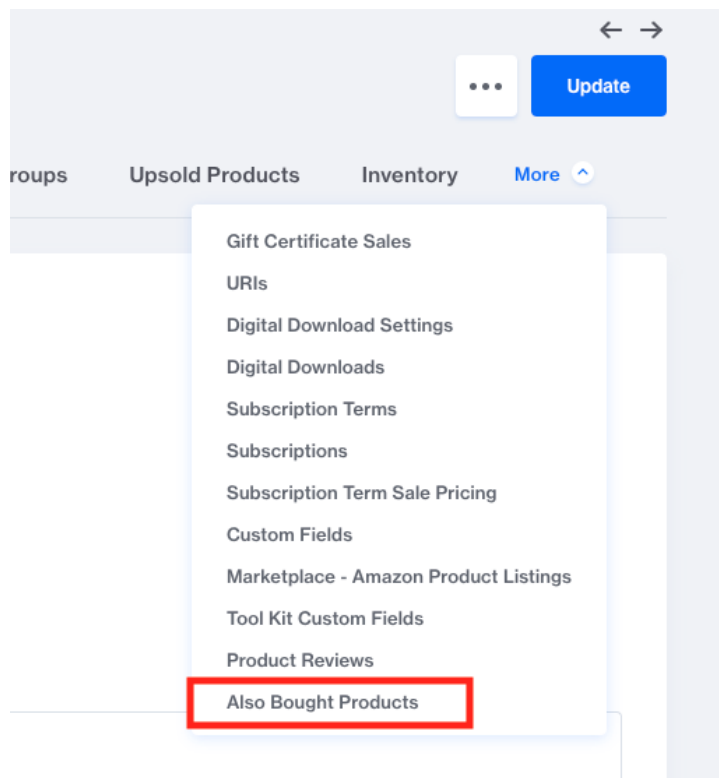 Update
roups Upsold Products Inventory More
Gift Certificate Sales
URIs
Digital Download Settings
Digital Downloads
Subscription Terms
Subscriptions
Subscription Term Sale Pricing
Custom Fields
Marketplace - Amazon Product Listings
Tool Kit Custom Fields
Product Reviews
Also Bought Products